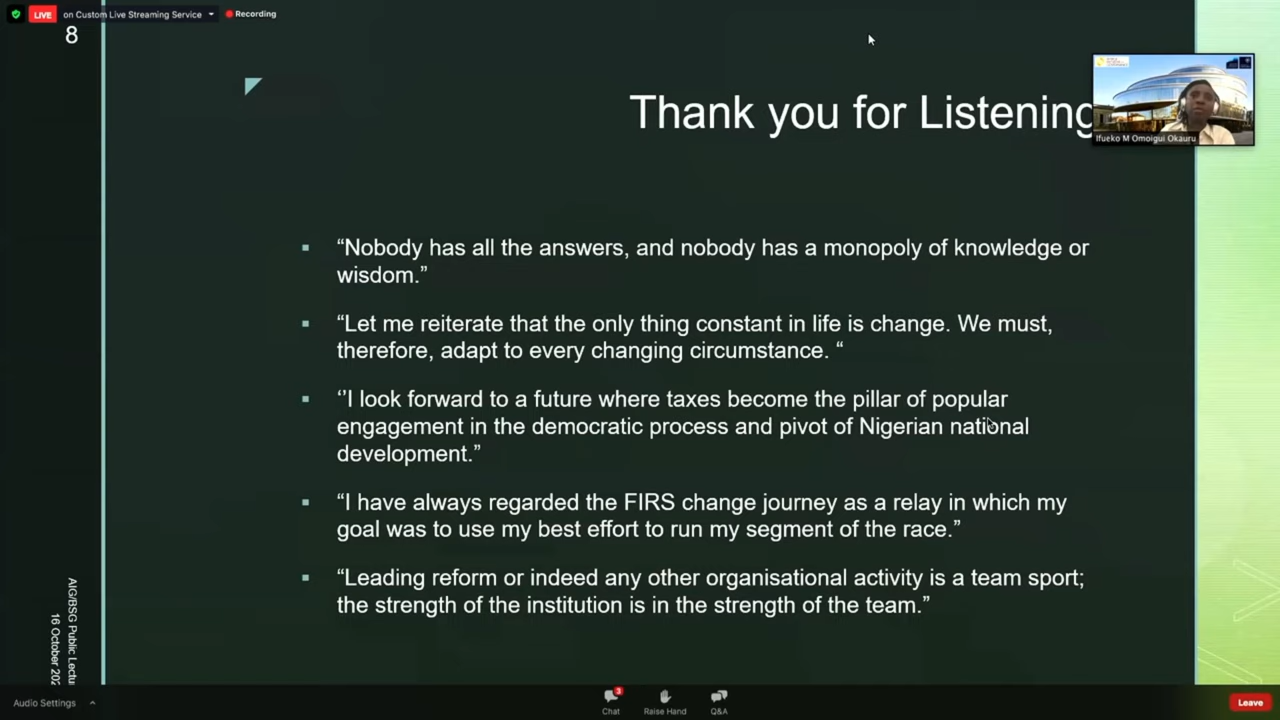 LIVE on Custom Live Streaming Service Recording
8
Thank you for Listening
Ifueko M Omoigui Okauru
“Nobody has all the answers, and nobody has a monopoly of knowledge or
wisdom.”
“Let me reiterate that the only thing constant in life is change. We must,
therefore, adapt to every changing circumstance. “
‘’I look forward to a future where taxes become the pillar of popular
engagement in the democratic process and pivot of Nigerian national
development.”
“I have always regarded the FIRS change journey as a relay in which my
goal was to use my best effort to run my segment of the race.”
“Leading reform or indeed any other organisational activity is a team sport;
the strength of the institution is in the strength of the team.”
AIG/BSG Public Lectu
16 October 202
Audio Settings
3
Chat
Raise Hand
Q&A
Leave